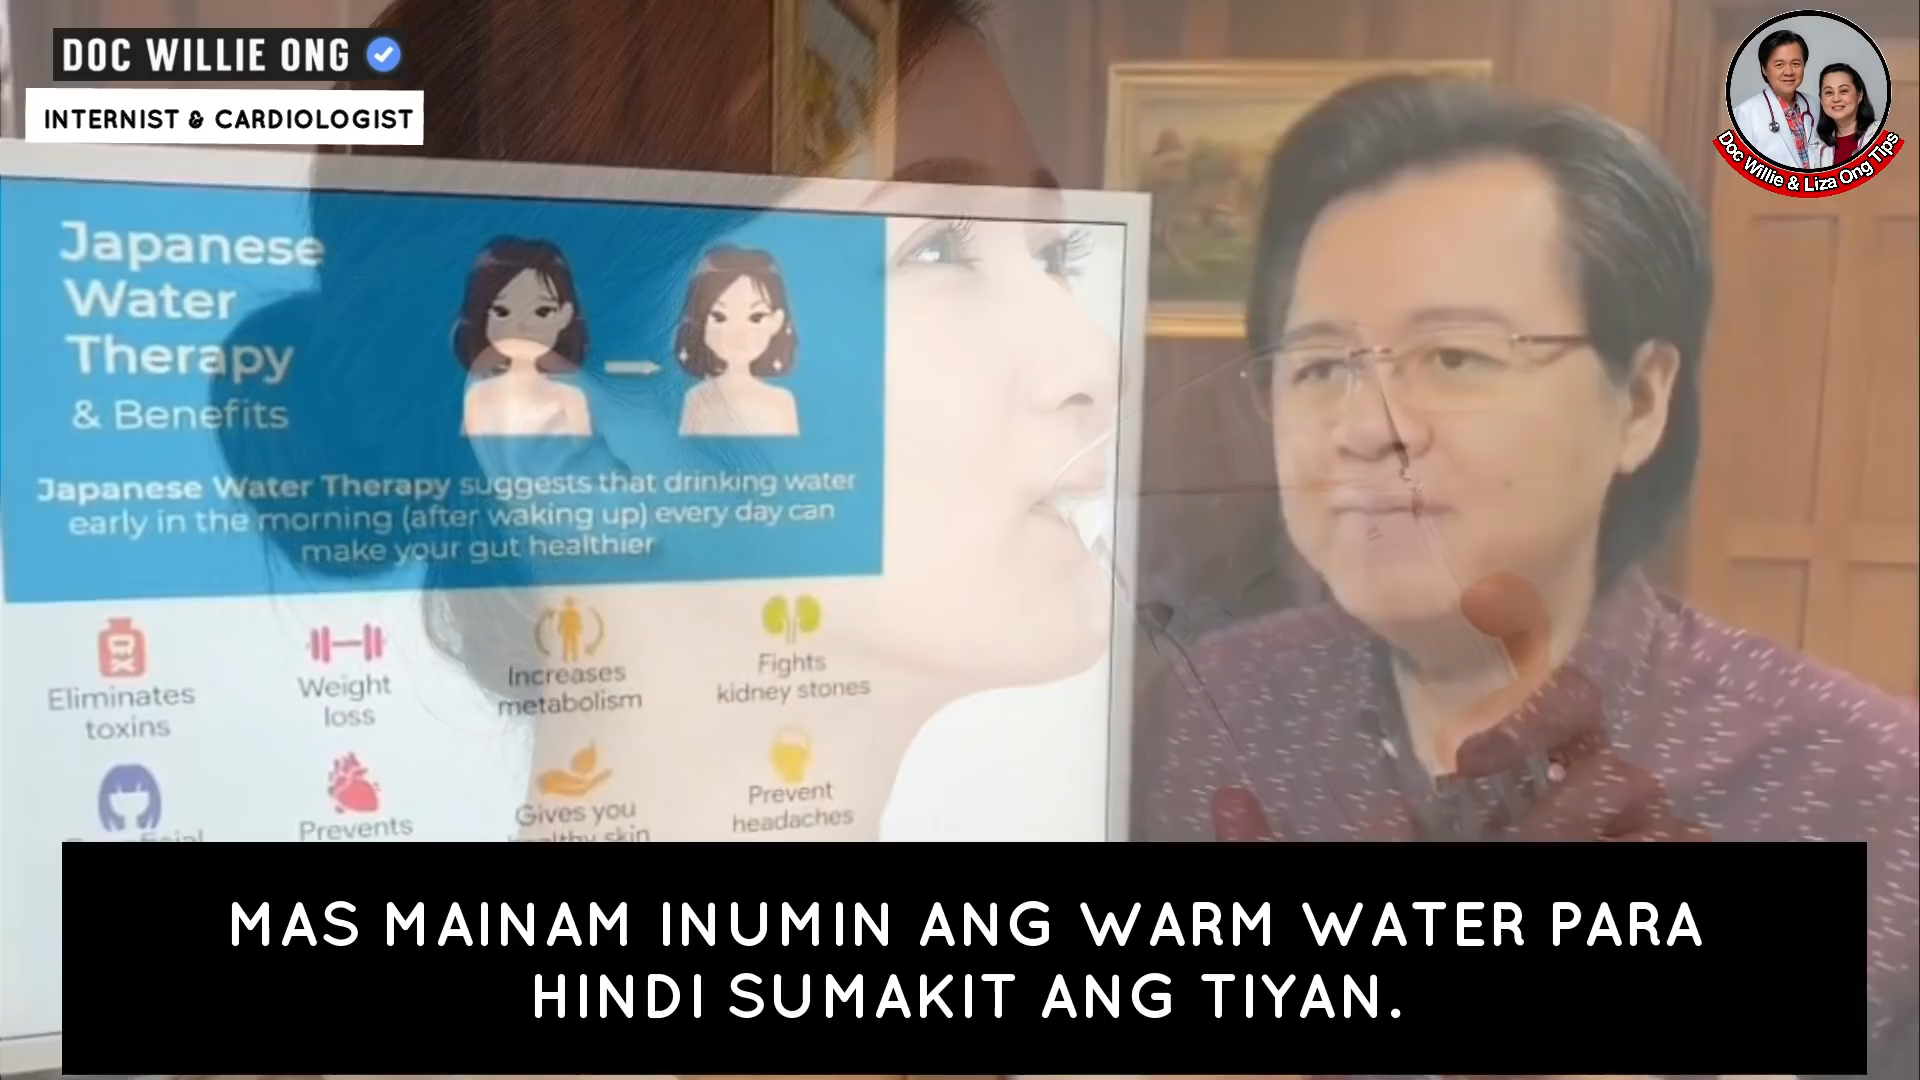 DOC WILLIE ONG
INTERNIST & CARDIOLOGIST
Doc Willie & Liza Ong Tips
Japanese
Water
Therapy
& Benefits
Japanese Water Therapy suggests that drinking water
early in the morning (after waking up) every day can
make your gut healthier
Eliminates
toxins
Weight
loss
Increases
metabolism
Fights
kidney stones
Prevents
Gives you
healthy skin
Prevent
headaches
MAS MAINAM INUMIN ANG WARM WATER PARA
HINDI SUMAKIT ANG TIYAN.